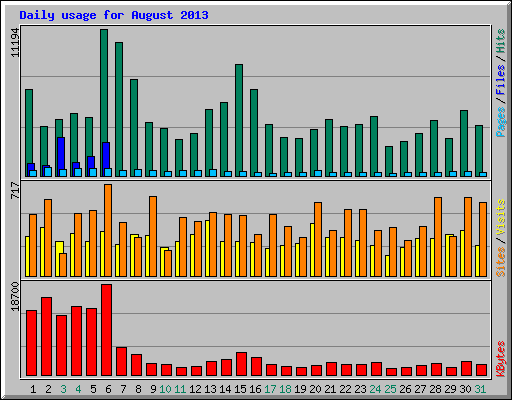 Daily usage for August 2013
11194
717
18700
Pages / Files / Hits
Sites / Visits
KBytes
1 2 3 4 5 6 7 8 9 10 11 12 13 14 15 16 17 18 19 20 21 22 23 24 25 26 27 28 29 30 31